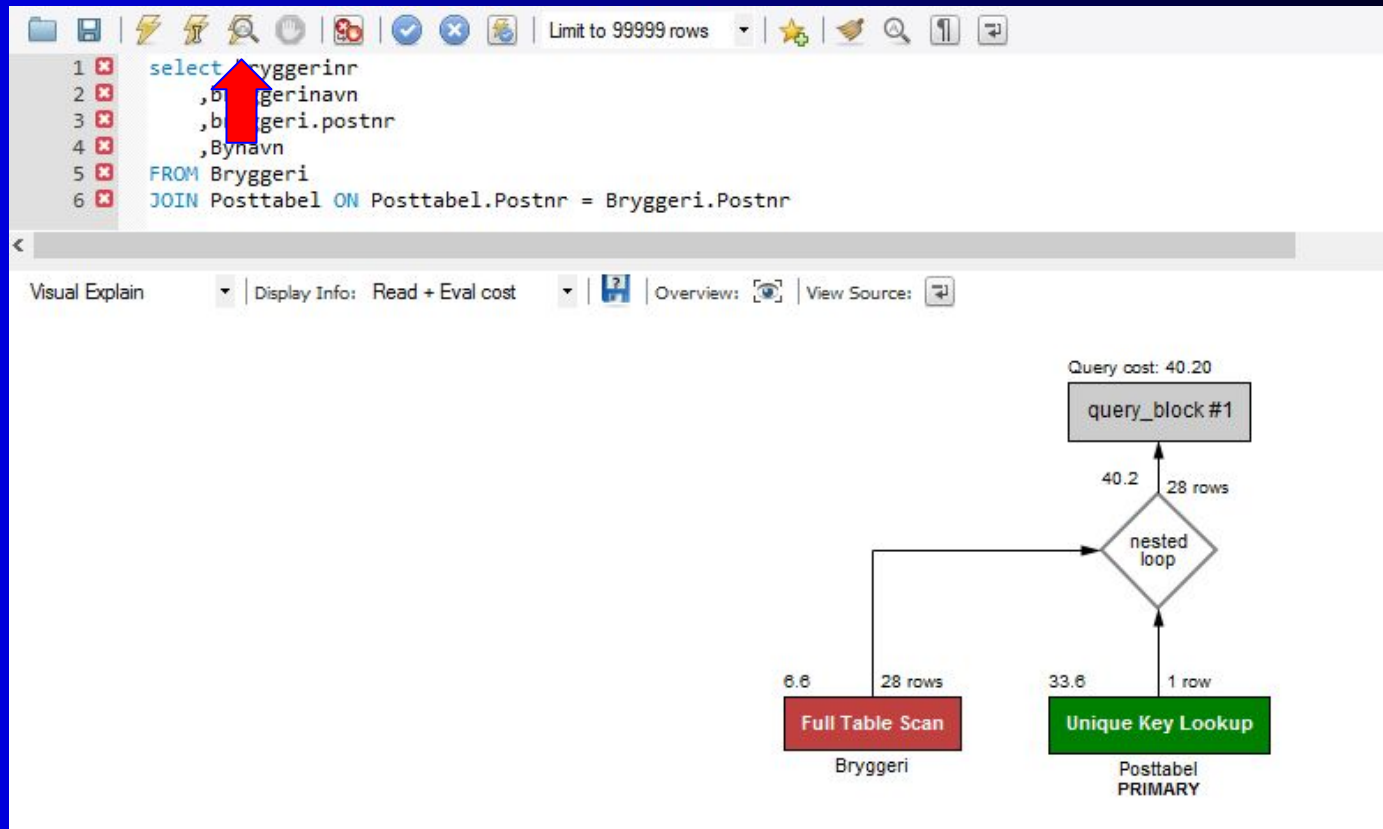 Limit to 99999 rows
1 select bryggerinr
2 ,bryggerinavn
3 ,bryggeri.postnr
4 ,Bynavn
5 FROM Bryggeri
6 JOIN Posttabel ON Posttabel.Postnr = Bryggeri.Postnr
Visual Explain Display Info: Read + Eval cost Overview: View Source:
Query cost: 40.20
query_block #1
40.2 28 rows
nested
loop
6.6 28 rows 33.6 1 row
Full Table Scan Unique Key Lookup
Bryggeri Posttabel
PRIMARY